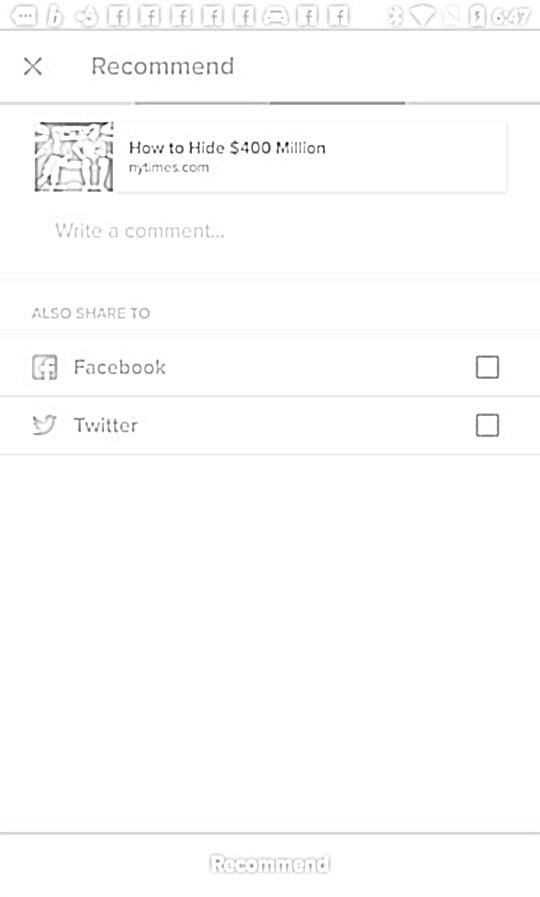 6:47
Recommend
How to Hide $400 Million
nytimes.com
Write a comment...
ALSO SHARE TO
Facebook
Twitter
Recommend